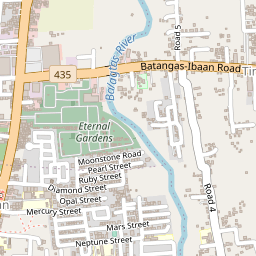 Balagtas River
Road 5
435
Batangas-Ibaan Road
Eternal
Gardens
Moonstone Road
Pearl Street
Ruby Street
Diamond Street
Opal Street
Mercury Street
Mars Street
Neptune Street
Road 4